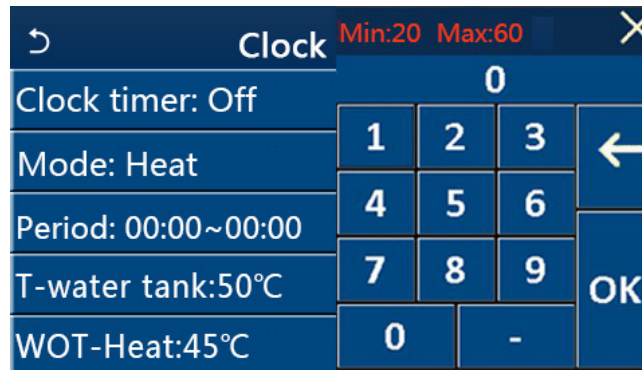 Clock
Clock timer: Off
Mode: Heat
Period: 00:00~00:00
T-water tank:50℃
WOT-Heat:45℃
Min:20 Max:60
0
1 2 3
4 5 6
7 8 9
OK
0 -